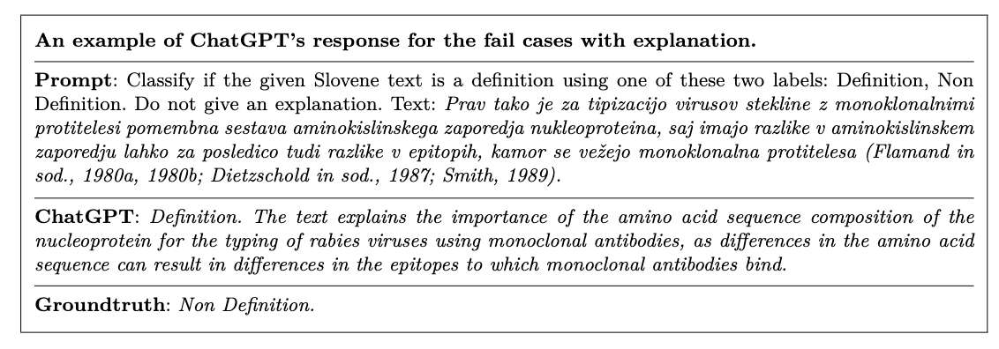 An example of ChatGPT's response for the fail cases with explanation.
Prompt: Classify if the given Slovene text is a definition using one of these two labels: Definition, Non
Definition. Do not give an explanation. Text: Prav tako je za tipizacijo virusov stekline z monoklonalnimi
protitelesi pomembna sestava aminokislinskega zaporedja nukleoproteina, saj imajo razlike v aminokislinskem
zaporedju lahko za posledico tudi razlike v epitopih, kamor se vežejo monoklonalna protitelesa (Flamand in
sod., 1980a, 1980b; Dietzschold in sod., 1987; Smith, 1989).
ChatGPT: Definition. The text explains the importance of the amino acid sequence composition of the
nucleoprotein for the typing of rabies viruses using monoclonal antibodies, as differences in the amino acid
sequence can result in differences in the epitopes to which monoclonal antibodies bind.
Groundtruth: Non Definition.